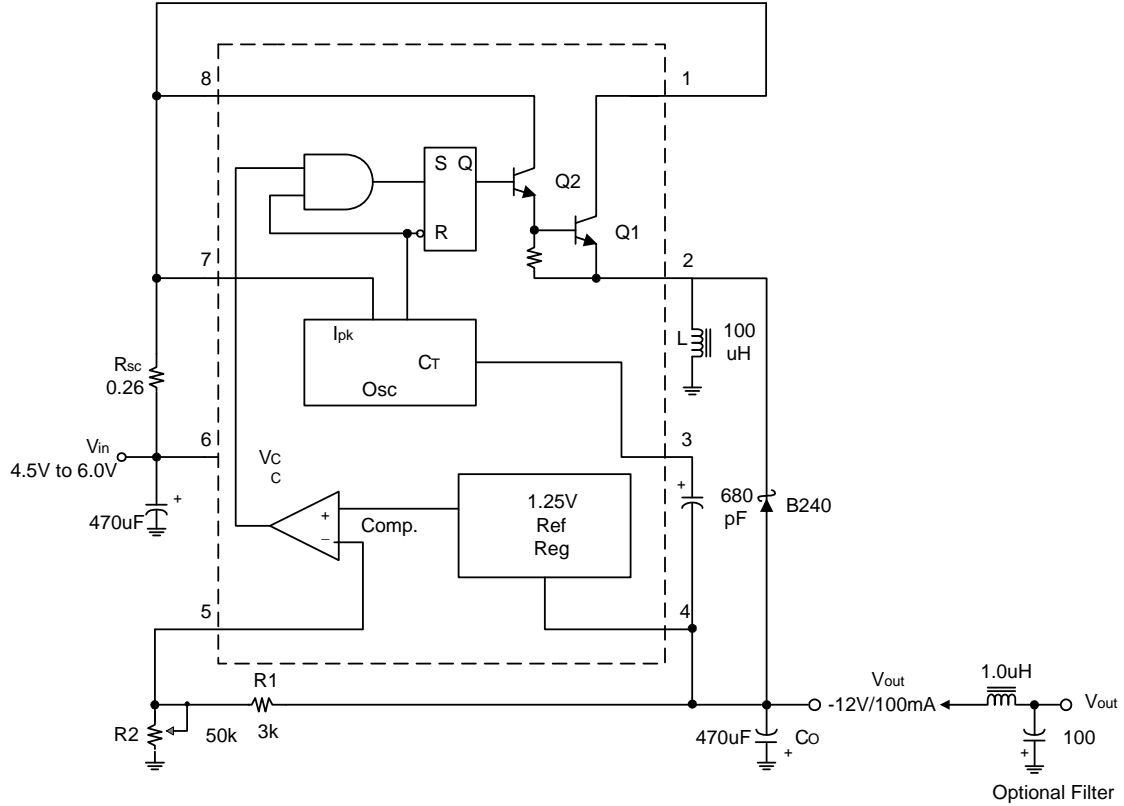 8
1
S Q
R
Q2
Q1
7
2
Ipk
CT
Osc
L
100
uH
Rsc
0.26
Vin
4.5V to 6.0V
6
3
VC
C
470uF
+
+
−
Comp.
1.25V
Ref
Reg
+
680
pF
B240
5
4
R1
3k
R2
50k
Vout
-12V/100mA
470uF
CO
+
1.0uH
Vout
100
+
Optional Filter